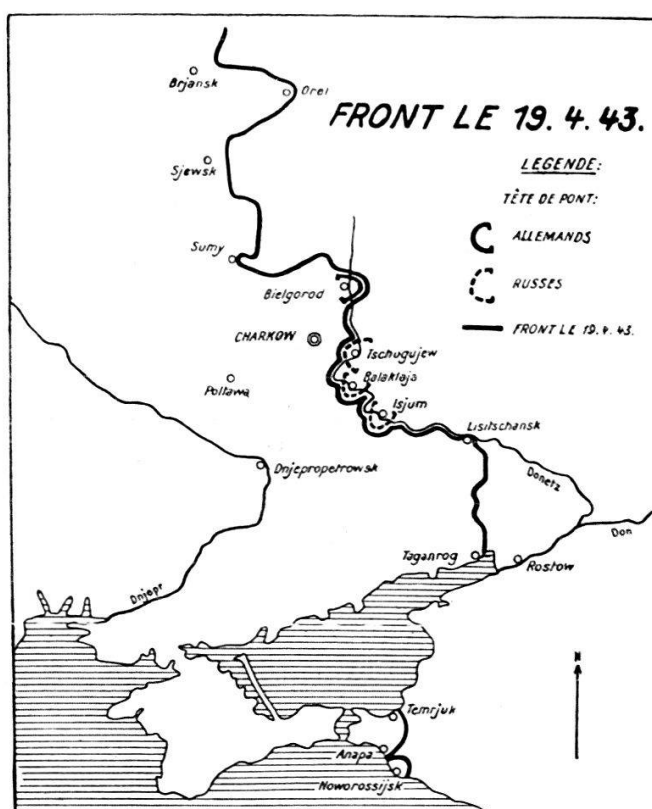 Brjansk
Orel
FRONT LE 19. 4. 43.
Sjewsk
LEGENDE:
TÊTE DE PONT:
ALLEMANDS
Sumy
RUSSES
Bielgorod
FRONT LE 19.4.43.
CHARKOW
Tschugujew
Balaklaja
Poltawa
Isjum
Lisitschansk
Dnjepropetrowsk
Donetz
Don
Taganrog
Rostow
Dnjepr
N
Temrjuk
Anapa
Noworossijsk